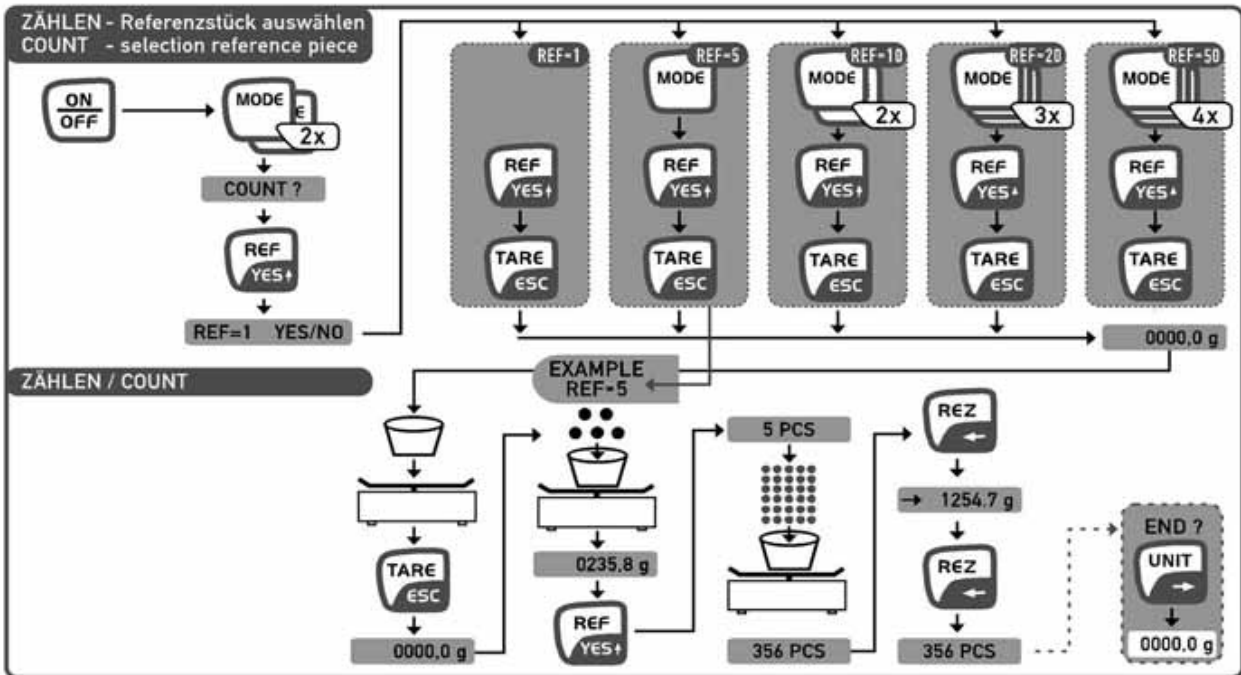 ZÄHLEN - Referenzstück auswählen
COUNT - selection reference piece
ON
OFF
MODE
E
2x
COUNT ?
REF
YES↑
REF=1 YES/NO
REF=1
REF
YES↑
TARE
ESC
REF=5
MODE
REF
YES↑
TARE
ESC
REF=10
MODE
2x
REF
YES↑
TARE
ESC
REF=20
MODE
3x
REF
YES▲
TARE
ESC
REF=50
MODE
4x
REF
YES▲
TARE
ESC
0000,0 g
ZÄHLEN / COUNT
TARE
ESC
0000,0 g
EXAMPLE
REF=5
0235,8 g
REF
YES↑
5 PCS
356 PCS
REZ
←
→ 1254,7 g
REZ
←
356 PCS
END ?
UNIT
→
0000,0 g